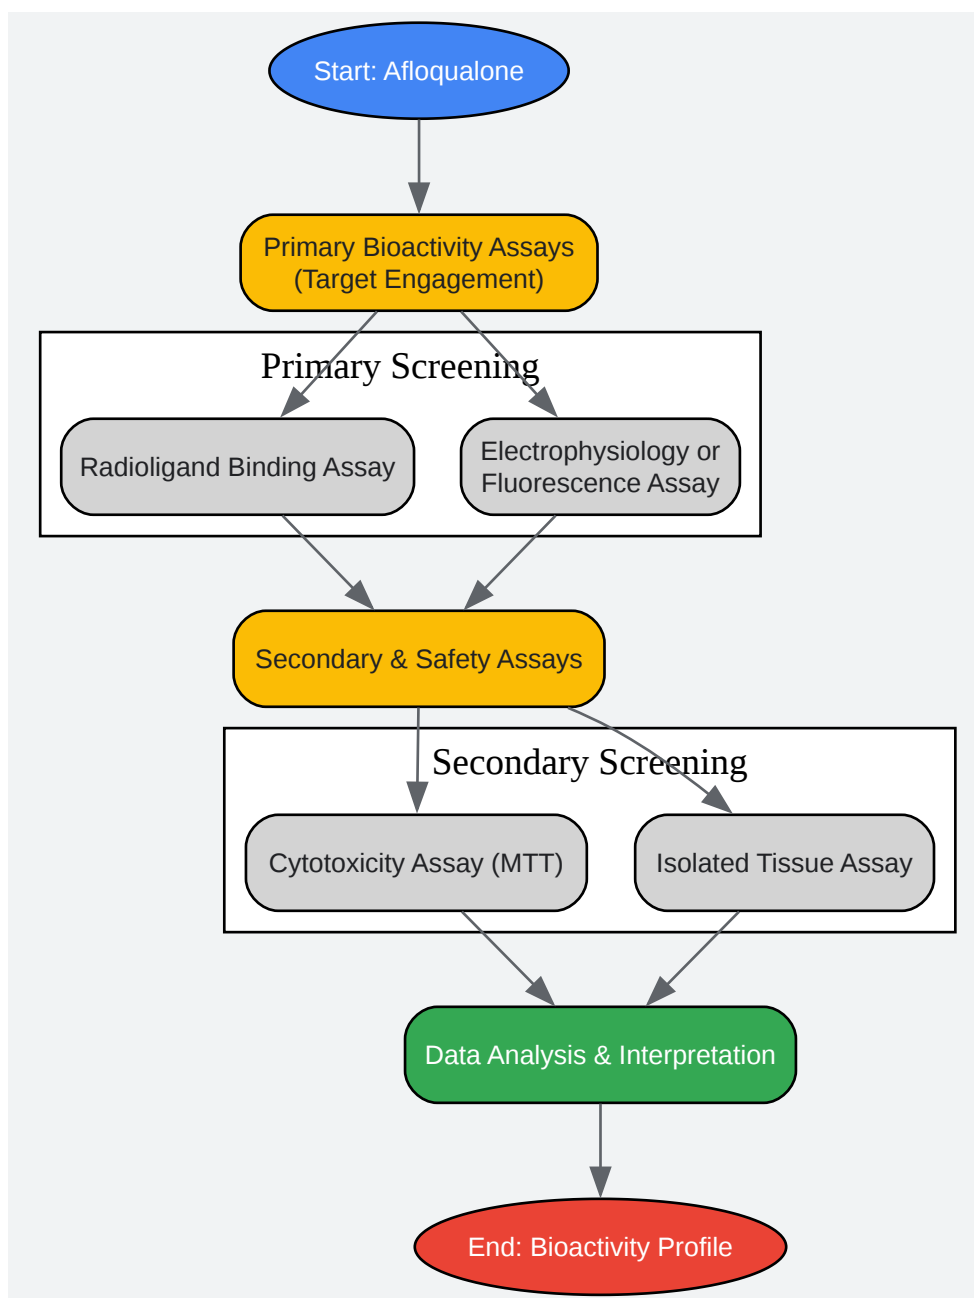 Start: Afloqualone
Primary Bioactivity Assays
(Target Engagement)
Primary Screening
Radioligand Binding Assay
Electrophysiology or
Fluorescence Assay
Secondary & Safety Assays
Secondary Screening
Cytotoxicity Assay (MTT)
Isolated Tissue Assay
Data Analysis & Interpretation
End: Bioactivity Profile